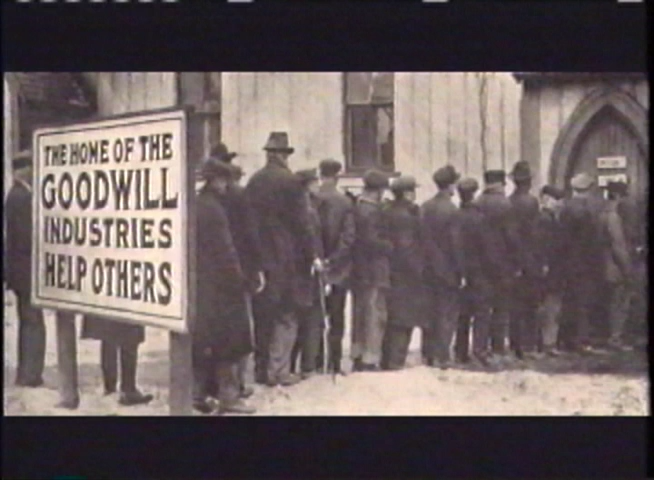 THE HOME OF THE
GOODWILL
INDUSTRIES
HELP OTHERS